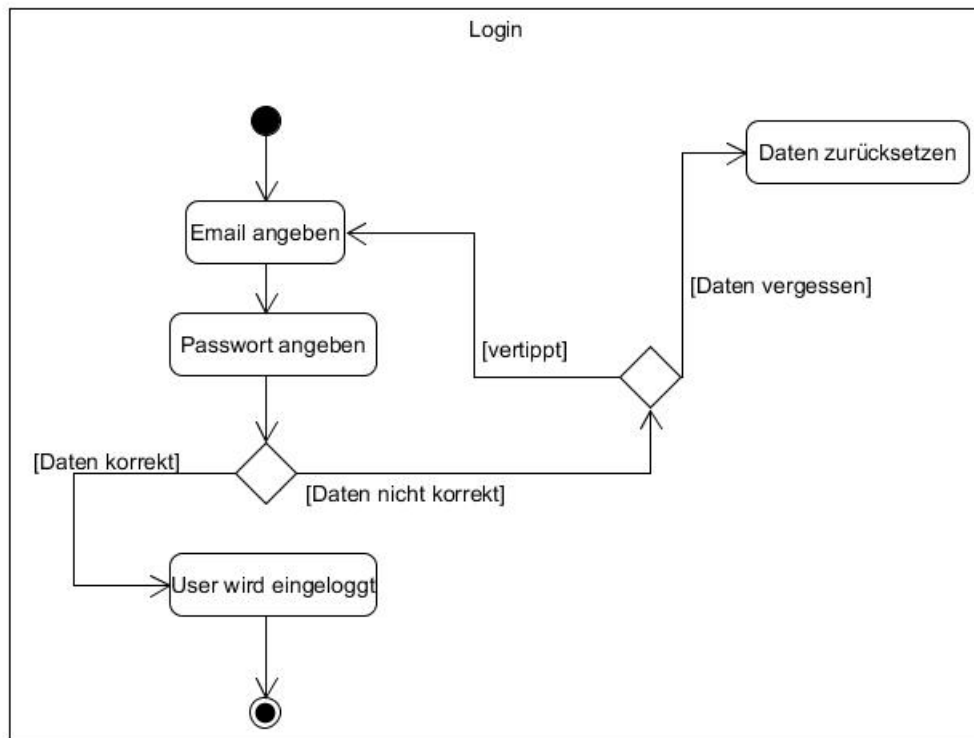 Login
Daten zurücksetzen
Email angeben
[Daten vergessen]
Passwort angeben
[vertippt]
[Daten korrekt]
[Daten nicht korrekt]
User wird eingeloggt